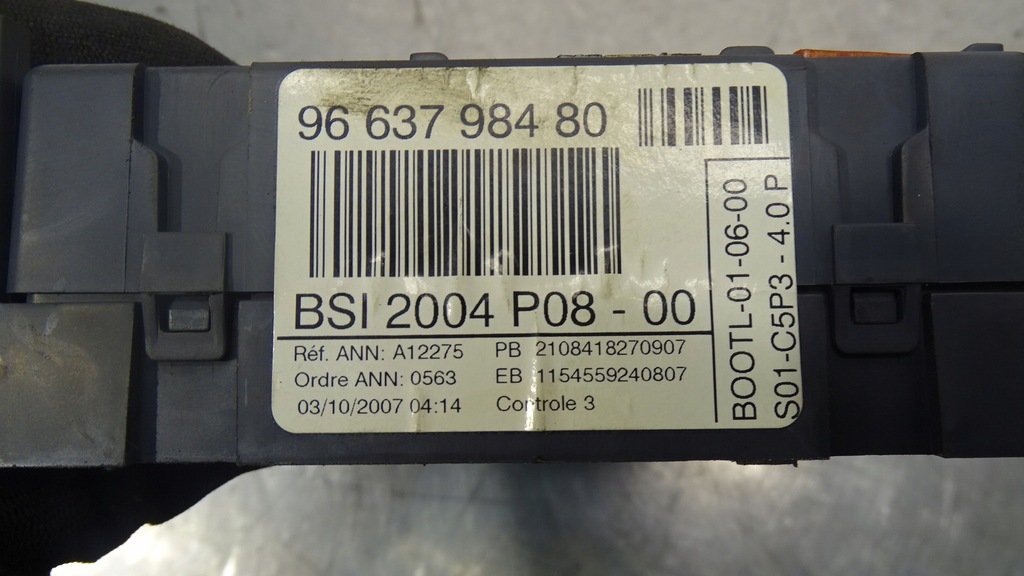 96 637 984 80
BSI 2004 P08 - 00
Réf. ANN: A12275 PB 2108418270907
Ordre ANN: 0563 EB 1154559240807
03/10/2007 04:14 Controle 3
BOOTL-01-06-00
S01-C5P3 - 4.0 P